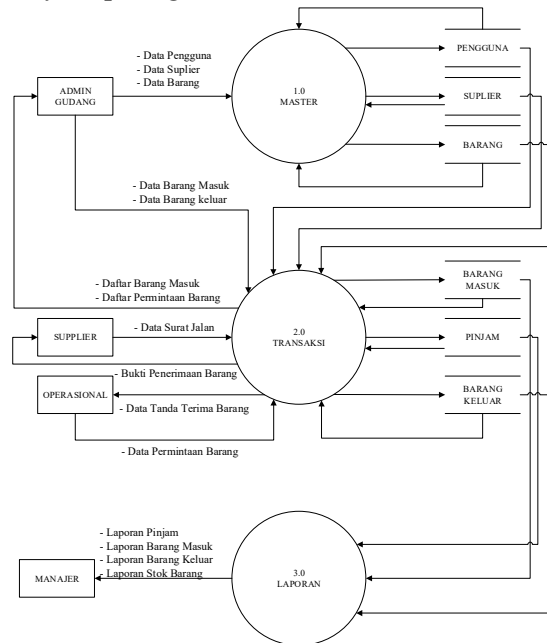 - Data Pengguna
- Data Suplier
- Data Barang
ADMIN
GUDANG
1.0
MASTER
PENGGUNA
SUPLIER
BARANG
- Data Barang Masuk
- Data Barang keluar
- Daftar Barang Masuk
- Daftar Permintaan Barang
SUPPLIER
- Data Surat Jalan
2.0
TRANSAKSI
BARANG
MASUK
PINJAM
- Bukti Penerimaan Barang
OPERASIONAL
- Data Tanda Terima Barang
BARANG
KELUAR
- Data Permintaan Barang
- Laporan Pinjam
- Laporan Barang Masuk
- Laporan Barang Keluar
- Laporan Stok Barang
MANAJER
3.0
LAPORAN